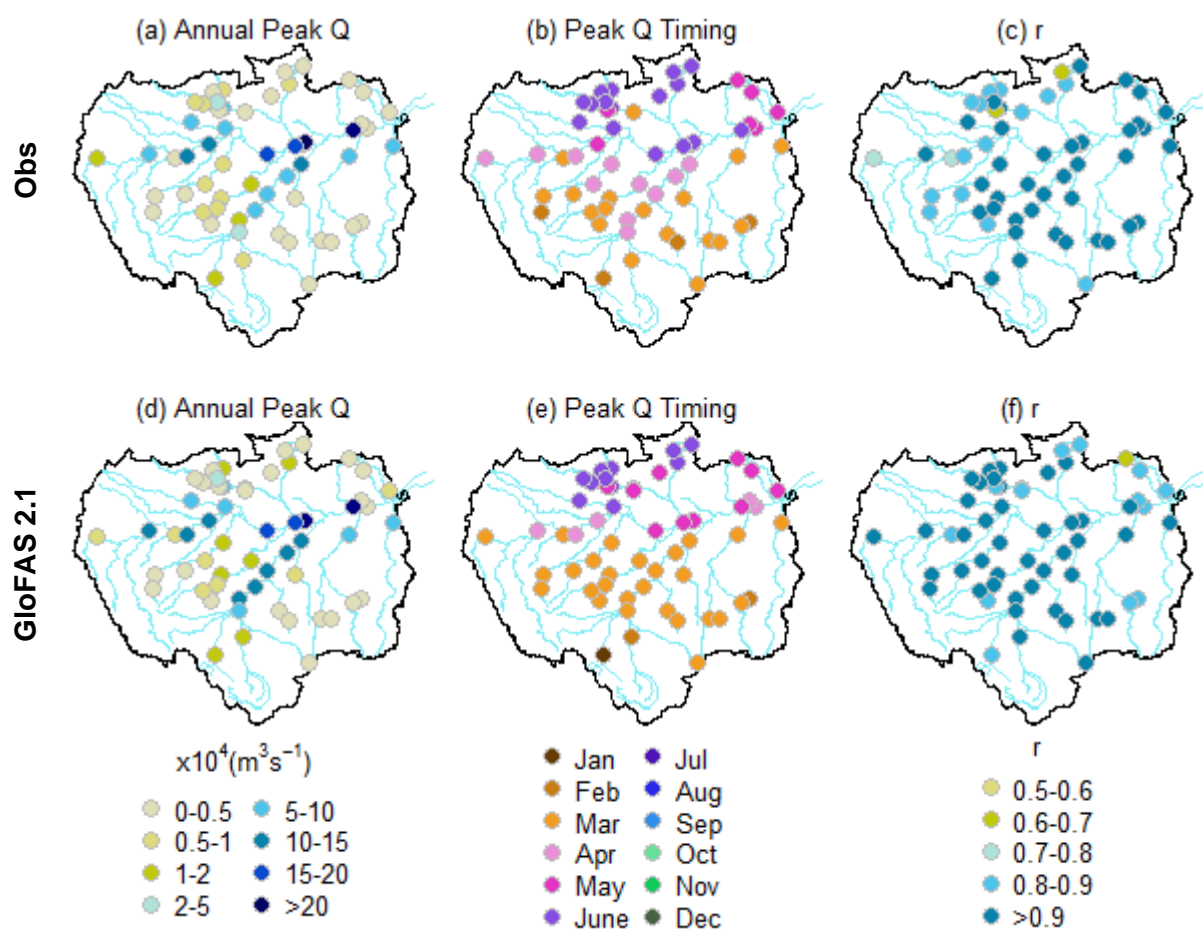 (a) Annual Peak Q
(b) Peak Q Timing
(c) r
Obs
(d) Annual Peak Q
(e) Peak Q Timing
(f) r
GloFAS 2.1
x10⁴(m³s⁻¹)
0-0.5
0.5-1
1-2
2-5
5-10
10-15
15-20
>20
Jan
Feb
Mar
Apr
May
June
Jul
Aug
Sep
Oct
Nov
Dec
r
0.5-0.6
0.6-0.7
0.7-0.8
0.8-0.9
>0.9